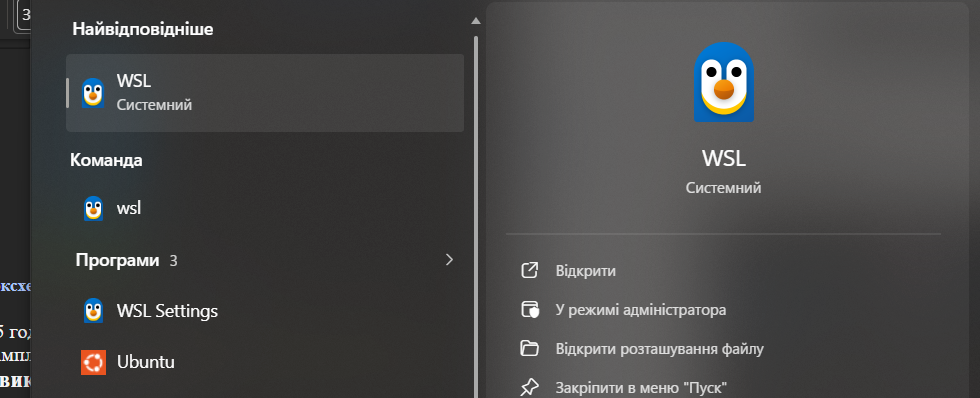 Найвідповідніше
WSL
Системний
Команда
wsl
Програми 3
WSL Settings
Ubuntu
WSL
Системний
Відкрити
У режимі адміністратора
Відкрити розташування файлу
Закріпити в меню "Пуск"